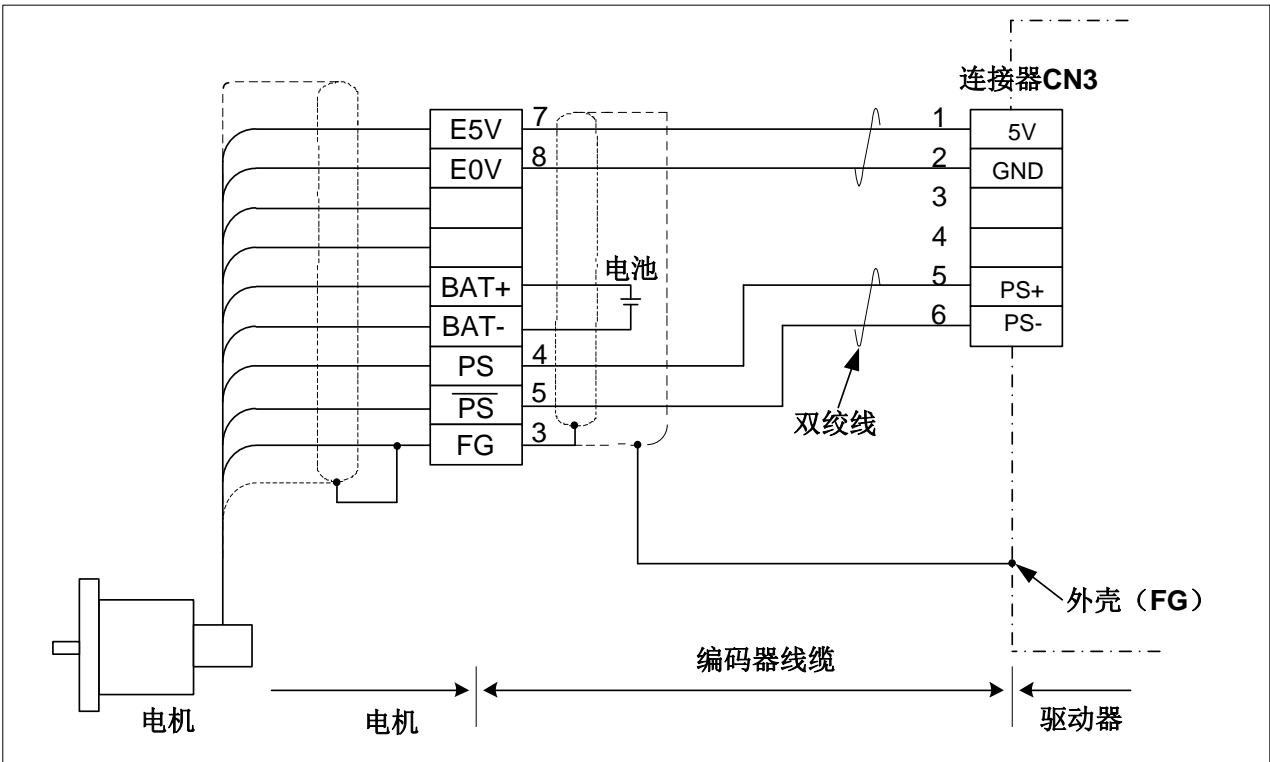 连接器CN3
E5V 7 1 5V
E0V 8 2 GND
3
4
电池
BAT+ 5 PS+
BAT- 6 PS-
PS 4
P̅S̅ 5
双绞线
FG 3
外壳（FG）
编码器线缆
电机 电机 驱动器